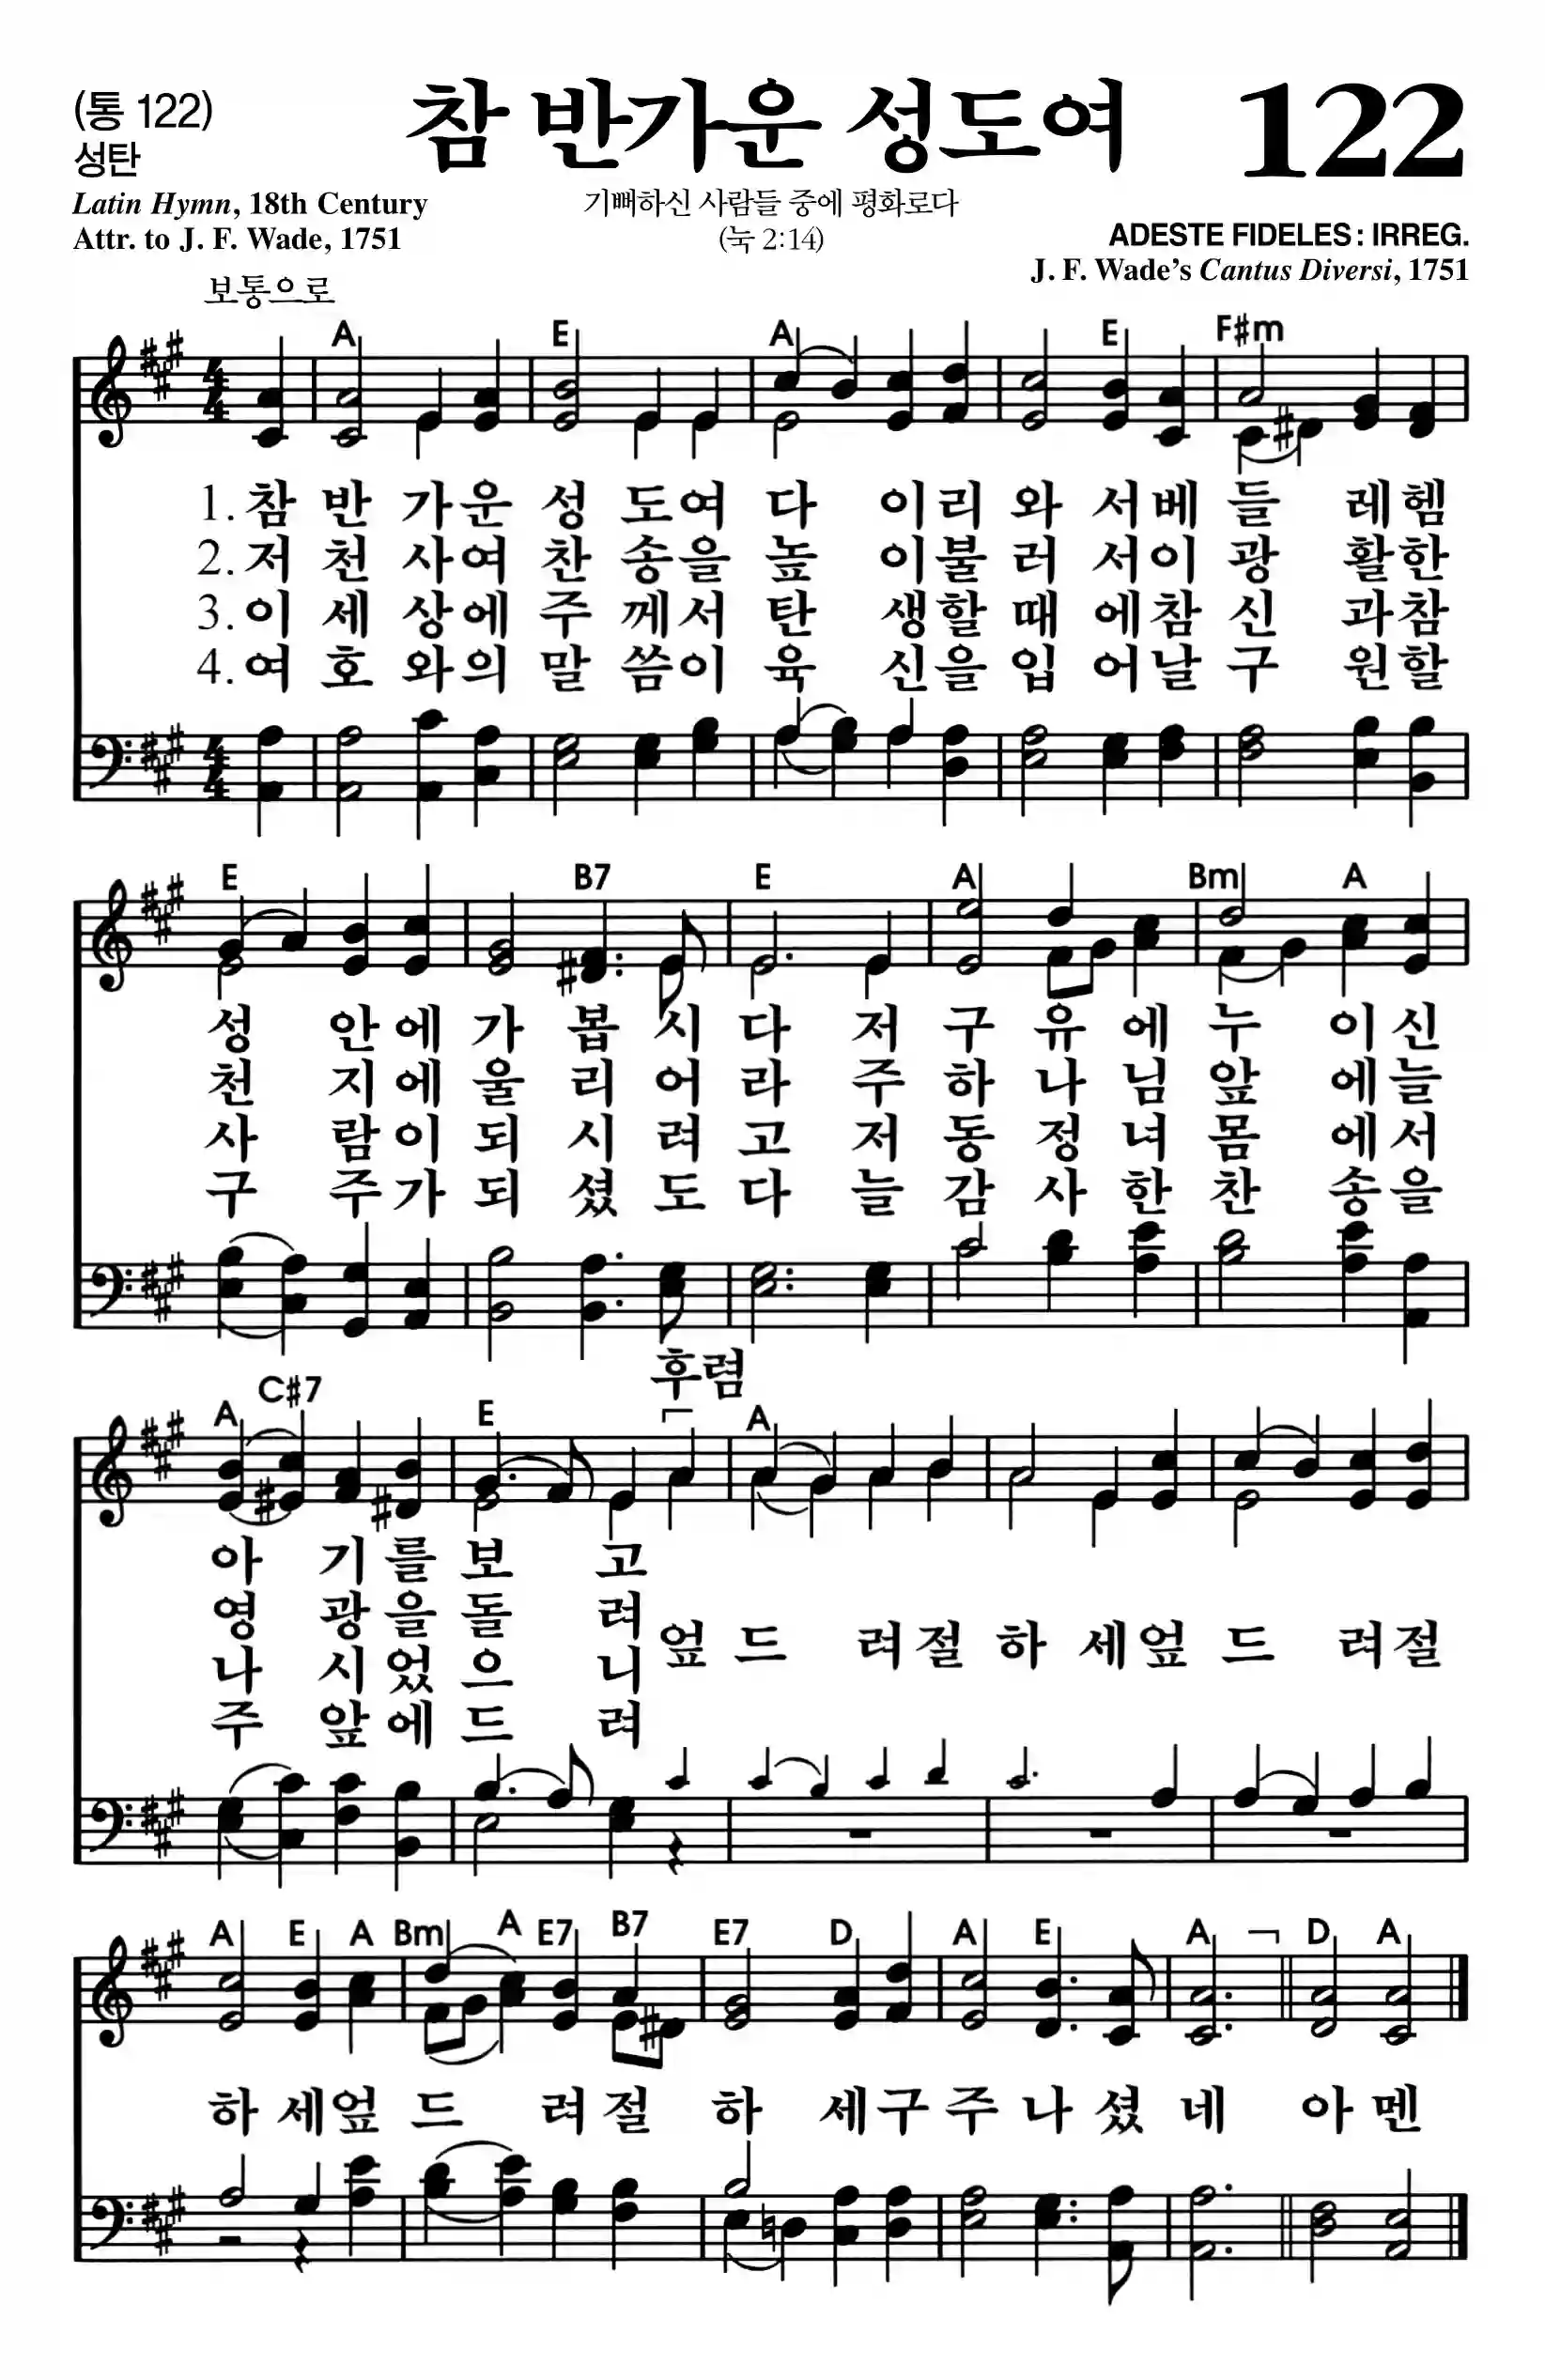 (통 122)
성탄
참 반가운 성도여
122
Latin Hymn, 18th Century
Attr. to J. F. Wade, 1751
기뻐하신 사람들 중에 평화로다
(눅 2:14)
ADESTE FIDELES : IRREG.
J. F. Wade's Cantus Diversi, 1751
보통으로
A E A E F#m
1. 참 반 가운 성 도여 다 이리 와 서베 들 레헴
2. 저 천 사여 찬 송을 높 이불 러 서이 광 활한
3. 이 세 상에 주 께서 탄 생할 때 에참 신 과참
4. 여 호 와의 말 씀이 육 신을 입 어날 구 원할
E B7 E A Bm A
성 안에 가 봅 시 다 저 구 유 에 누 이신
천 지에 울 리 어 라 주 하 나 님 앞 에늘
사 람이 되 시 려 고 저 동 정 녀 몸 에서
구 주가 되 셨 도 다 늘 감 사 한 찬 송을
후렴
A C#7 E A
아 기를 보 고
영 광을 돌 려
나 시었 으 니
주 앞에 드 려
엎 드 려절 하 세엎 드 려절
A E A Bm A E7 B7 E7 D A E A D A
하 세엎 드 려 절 하 세구 주 나 셨 네 아 멘